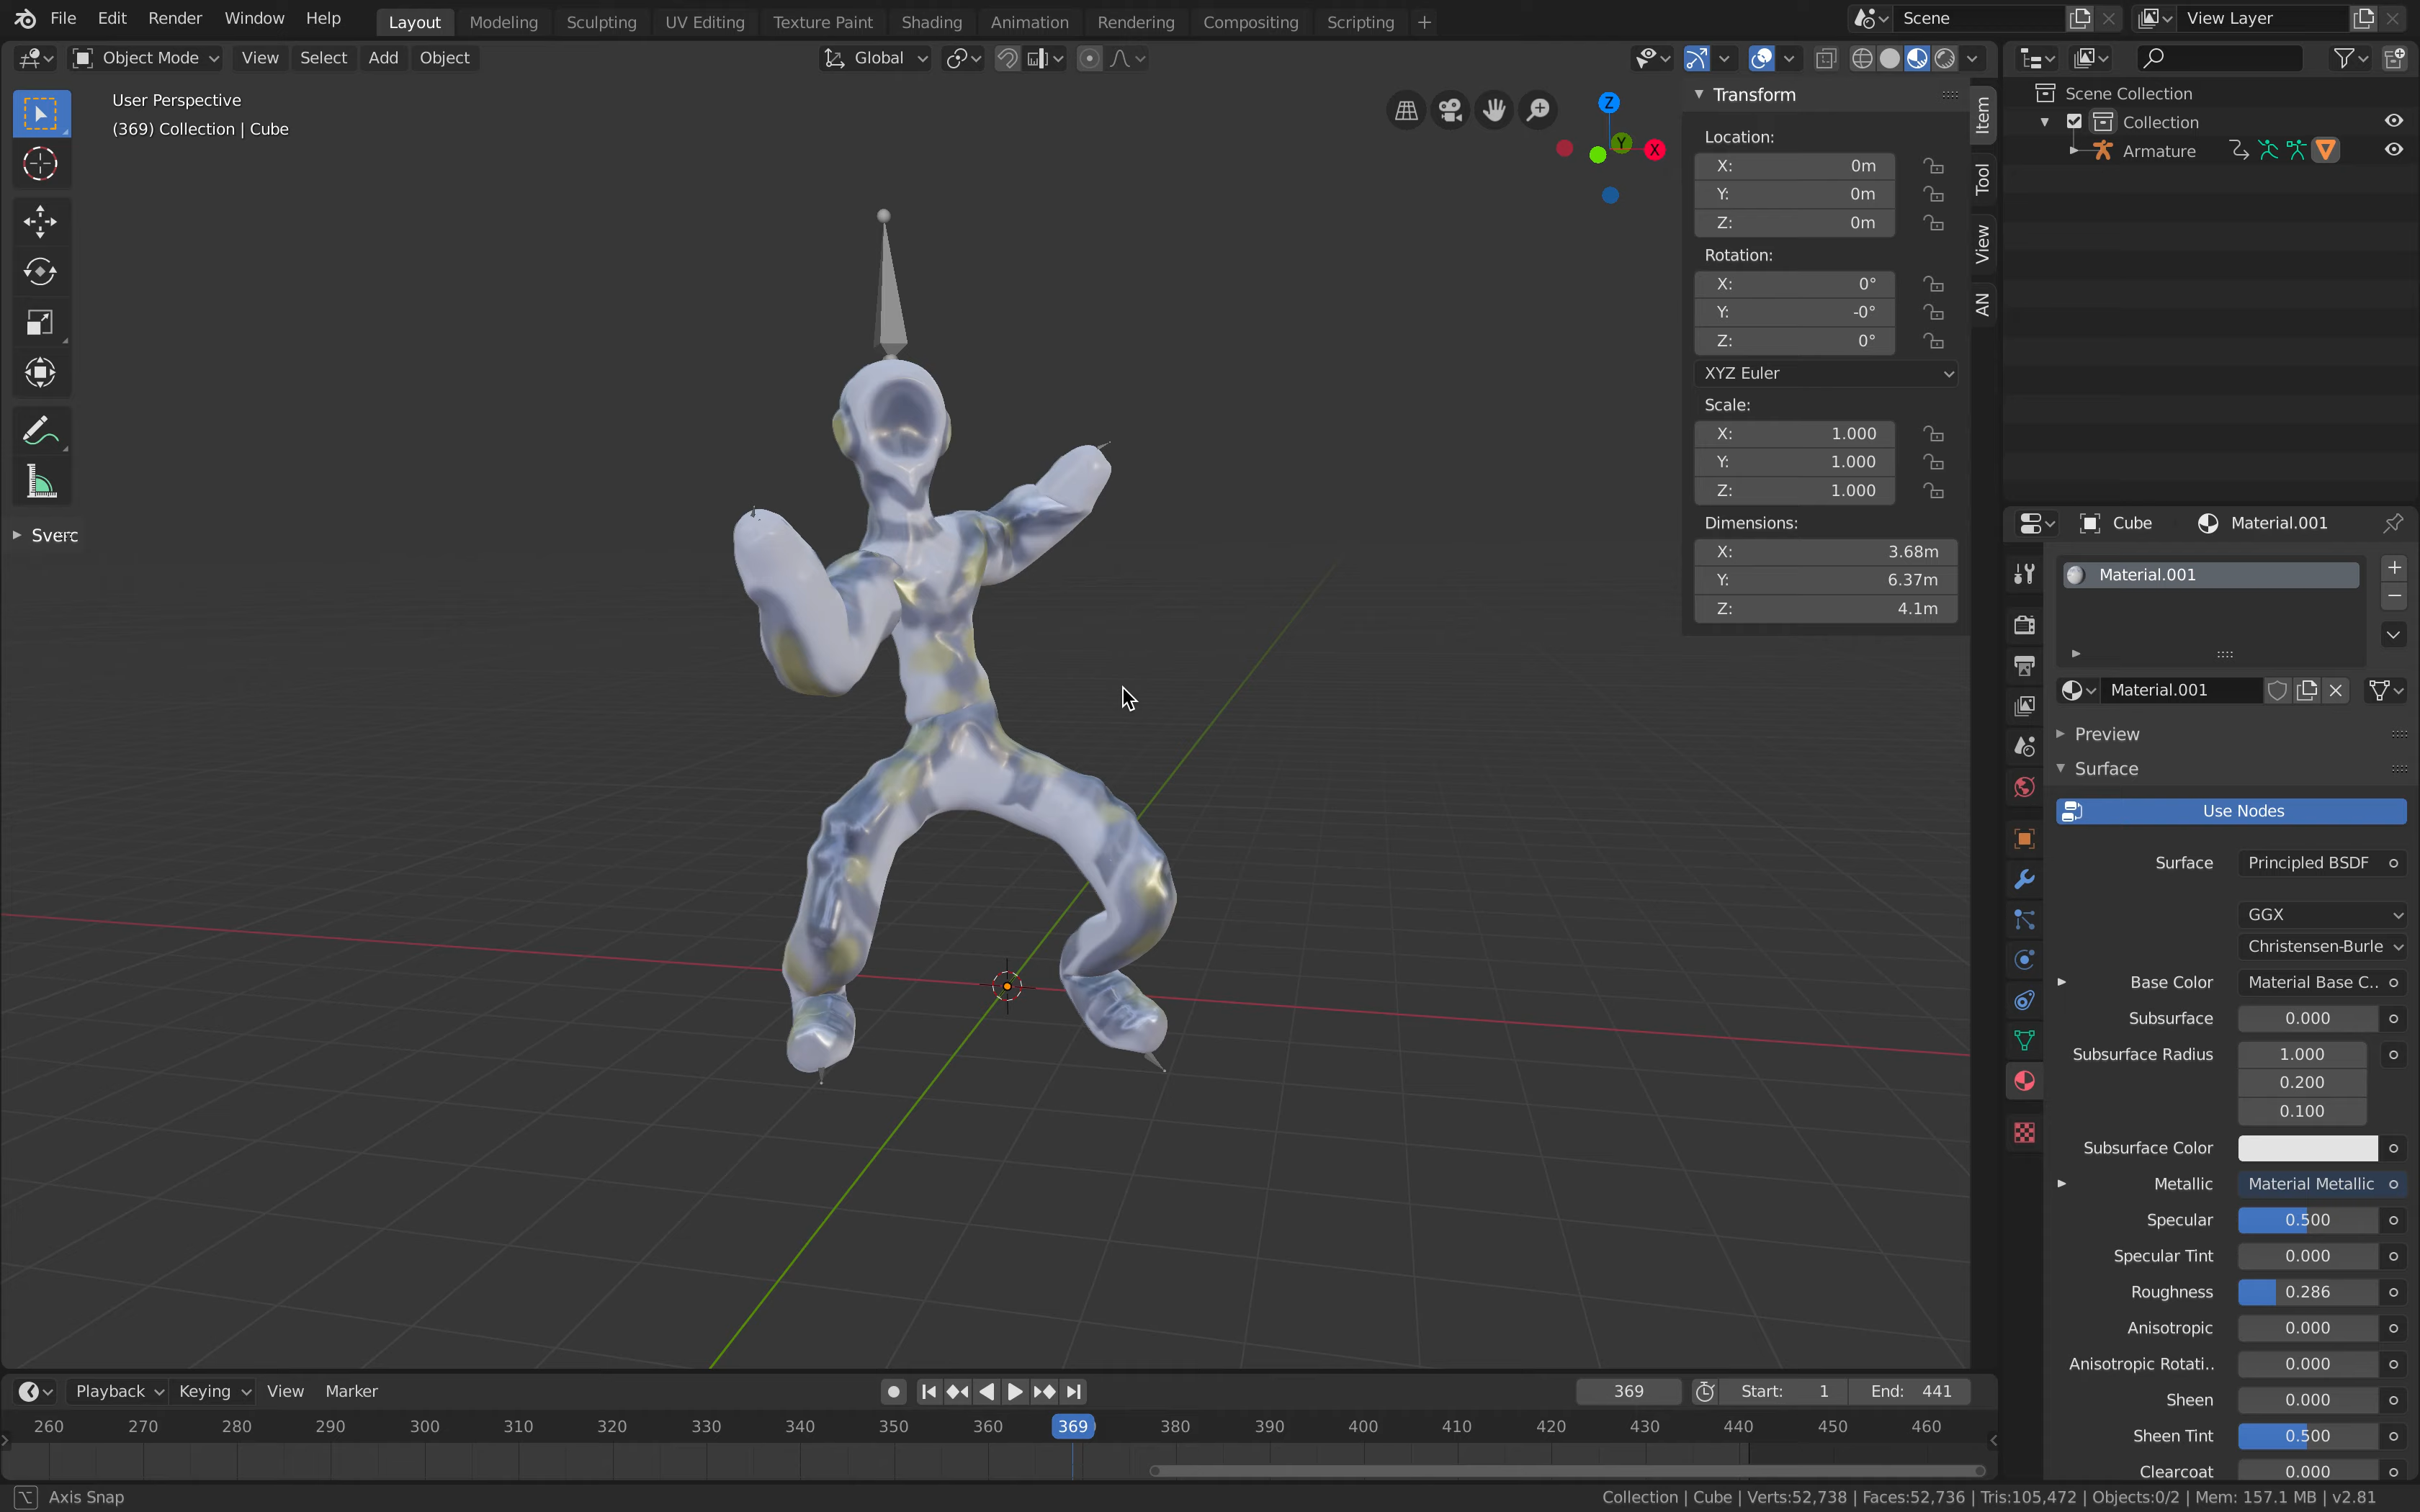 File Edit Render Window Help Layout Modeling Sculpting UV Editing Texture Paint Shading Animation Rendering Compositing Scripting + Scene View Layer
Object Mode View Select Add Object Global
User Perspective
(369) Collection | Cube
Sverc
Z
Y
X
Transform
Location:
X: 0m
Y: 0m
Z: 0m
Rotation:
X: 0°
Y: -0°
Z: 0°
XYZ Euler
Scale:
X: 1.000
Y: 1.000
Z: 1.000
Dimensions:
X: 3.68m
Y: 6.37m
Z: 4.1m
Item
Tool
View
AN
Scene Collection
Collection
Armature
Cube Material.001
Material.001
Material.001
Preview
Surface
Use Nodes
Surface Principled BSDF
GGX
Christensen-Burle
Base Color Material Base C..
Subsurface 0.000
Subsurface Radius 1.000
0.200
0.100
Subsurface Color
Metallic Material Metallic
Specular 0.500
Specular Tint 0.000
Roughness 0.286
Anisotropic 0.000
Anisotropic Rotati.. 0.000
Sheen 0.000
Sheen Tint 0.500
Clearcoat 0.000
Playback Keying View Marker 369 Start: 1 End: 441
260 270 280 290 300 310 320 330 340 350 360 369 380 390 400 410 420 430 440 450 460
Axis Snap
Collection | Cube | Verts:52,738 | Faces:52,736 | Tris:105,472 | Objects:0/2 | Mem: 157.1 MB | v2.81